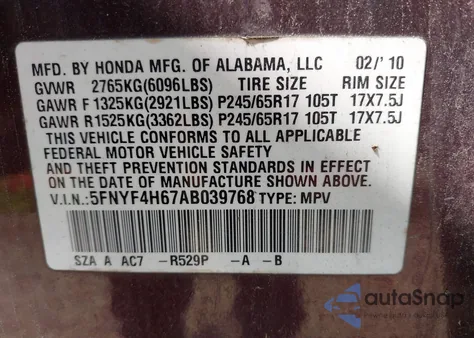 MFD. BY HONDA MFG. OF ALABAMA, LLC 02/'10
GVWR 2765KG(6096LBS) TIRE SIZE RIM SIZE
GAWR F 1325KG(2921LBS) P245/65R17 105T 17X7.5J
GAWR R1525KG(3362LBS) P245/65R17 105T 17X7.5J
THIS VEHICLE CONFORMS TO ALL APPLICABLE
FEDERAL MOTOR VEHICLE SAFETY
AND THEFT PREVENTION STANDARDS IN EFFECT
ON THE DATE OF MANUFACTURE SHOWN ABOVE.
V.I.N.:5FNYF4H67AB039768 TYPE: MPV
SZA A AC7 -R529P -A -B
autoSnap